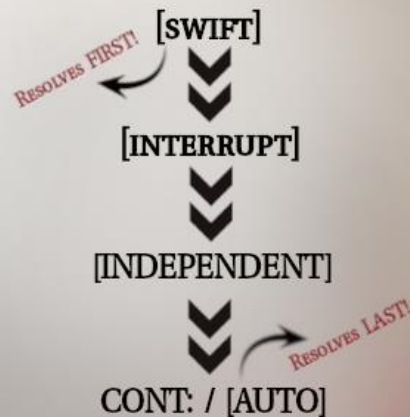 [SWIFT]
RESOLVES FIRST!
[INTERRUPT]
[INDEPENDENT]
RESOLVES LAST!
CONT: / [AUTO]